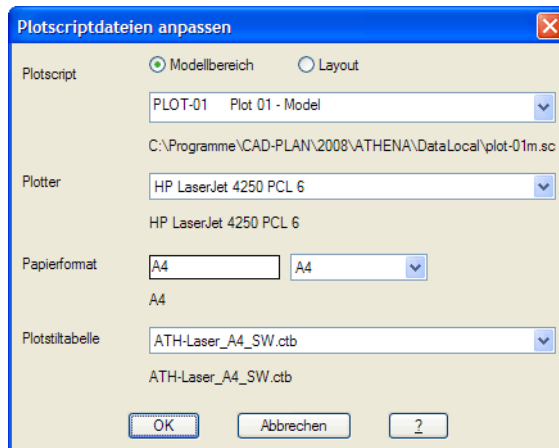 Plotscriptdateien anpassen
Plotscript
Modellbereich Layout
PLOT-01 Plot 01 - Model
C:\Programme\CAD-PLAN\2008\ATHENA\DataLocal\plot-01m.sc
Plotter
HP LaserJet 4250 PCL 6
HP LaserJet 4250 PCL 6
Papierformat
A4 A4
A4
Plotstiltabelle
ATH-Laser_A4_SW.ctb
ATH-Laser_A4_SW.ctb
OK Abbrechen ?